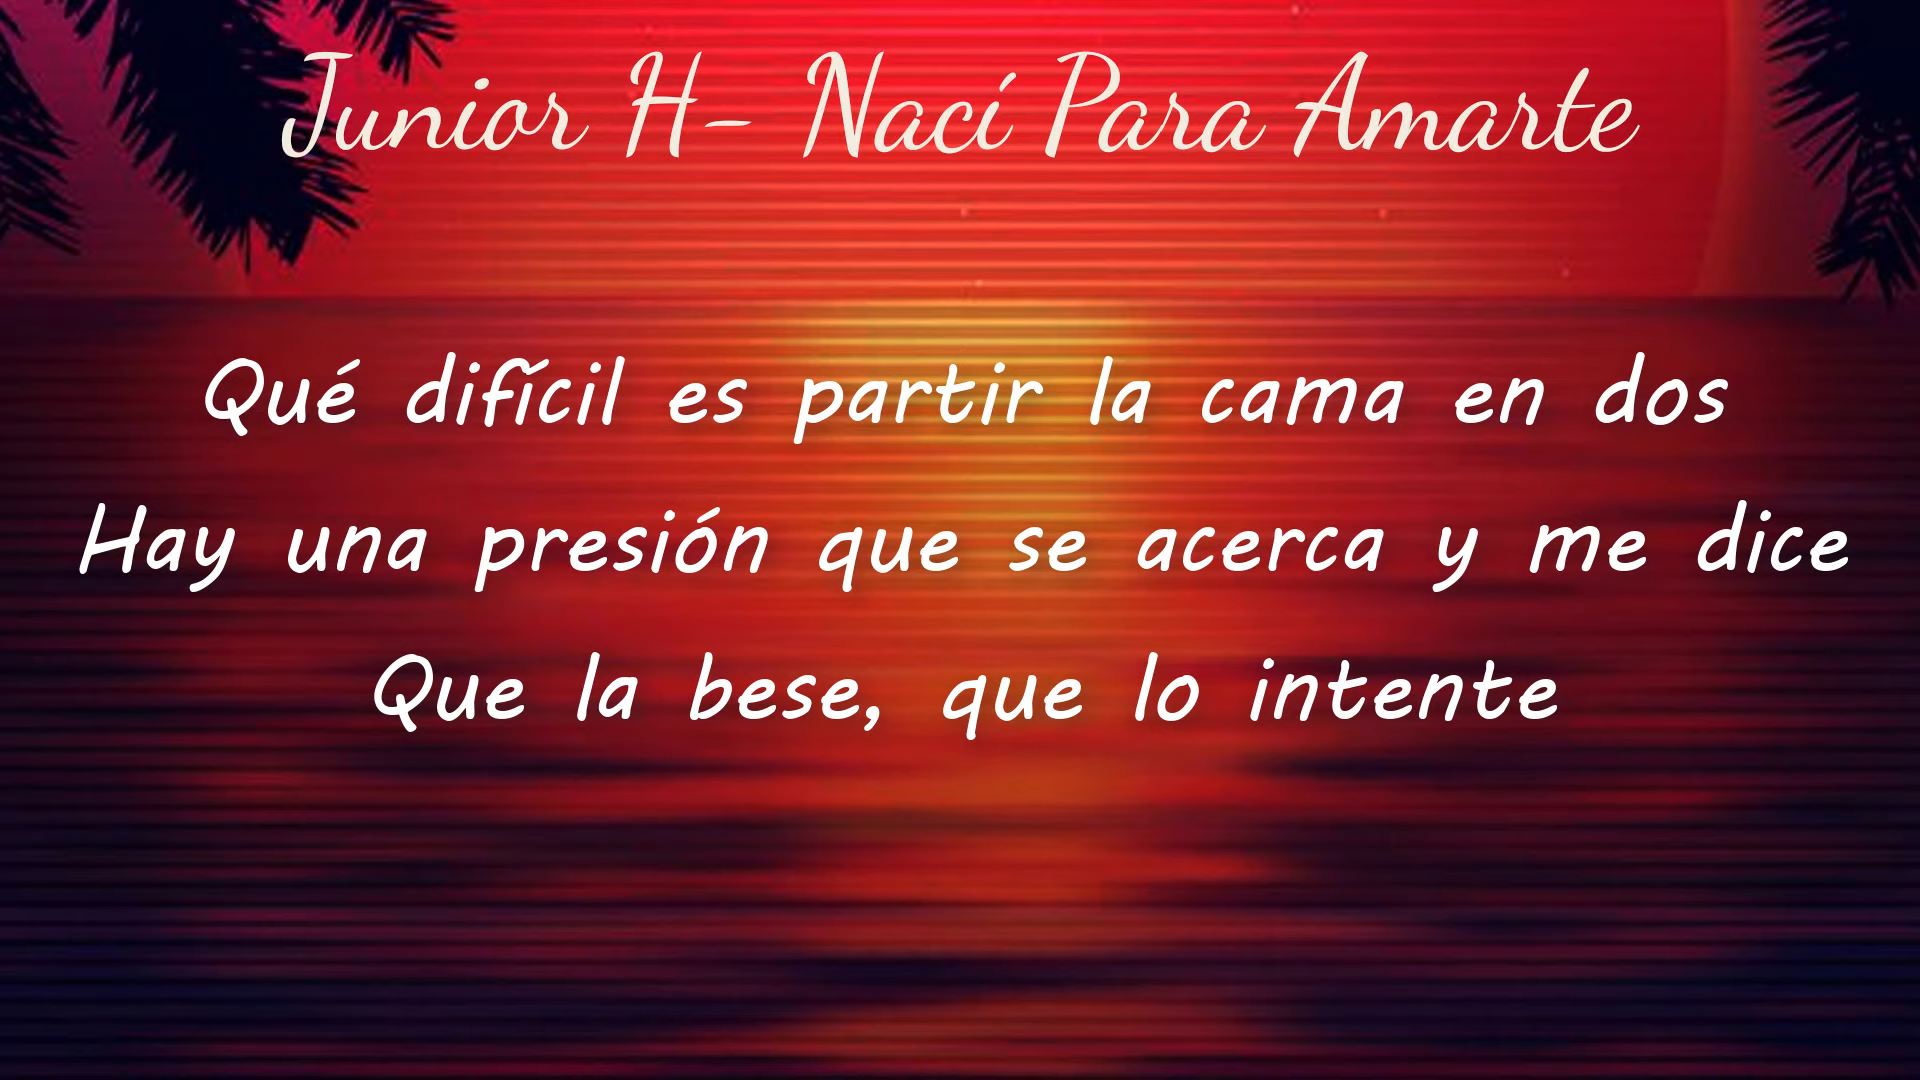 Junior H- Nací Para Amarte
Qué difícil es partir la cama en dos
Hay una presión que se acerca y me dice
Que la bese, que lo intente